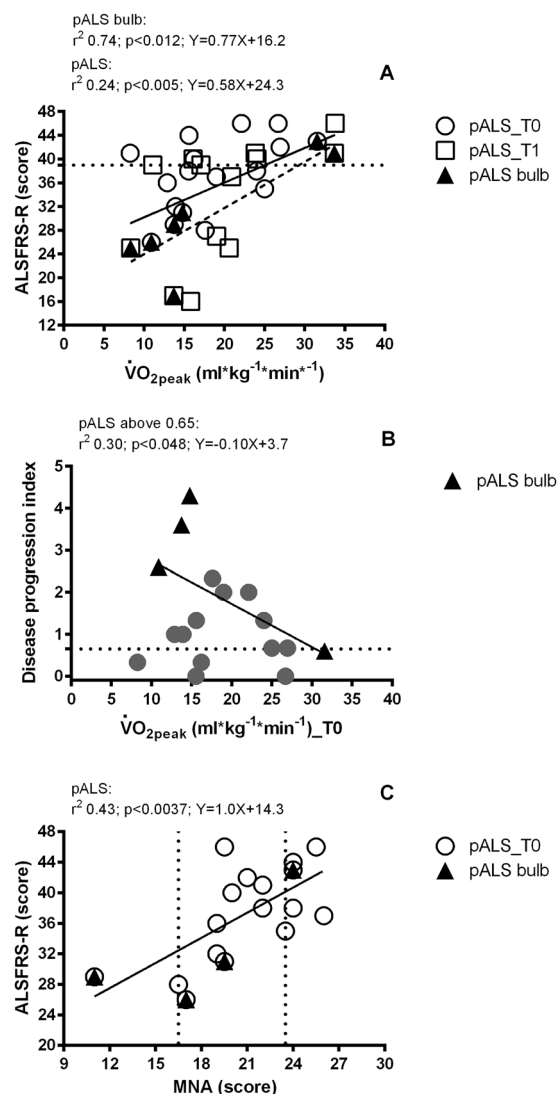 pALS bulb:
r² 0.74; p<0.012; Y=0.77X+16.2
pALS:
r² 0.24; p<0.005; Y=0.58X+24.3
A
48
44
40
36
32
28
24
20
16
12
ALSFRS-R (score)
0 5 10 15 20 25 30 35 40
V̇O2peak (ml*kg⁻¹*min*⁻¹)
pALS_T0
pALS_T1
pALS bulb
pALS above 0.65:
r² 0.30; p<0.048; Y=-0.10X+3.7
B
5
4
3
2
1
0
Disease progression index
0 5 10 15 20 25 30 35 40
V̇O2peak (ml*kg⁻¹*min⁻¹)_T0
pALS bulb
pALS:
r² 0.43; p<0.0037; Y=1.0X+14.3
C
48
44
40
36
32
28
24
20
ALSFRS-R (score)
9 12 15 18 21 24 27 30
MNA (score)
pALS_T0
pALS bulb